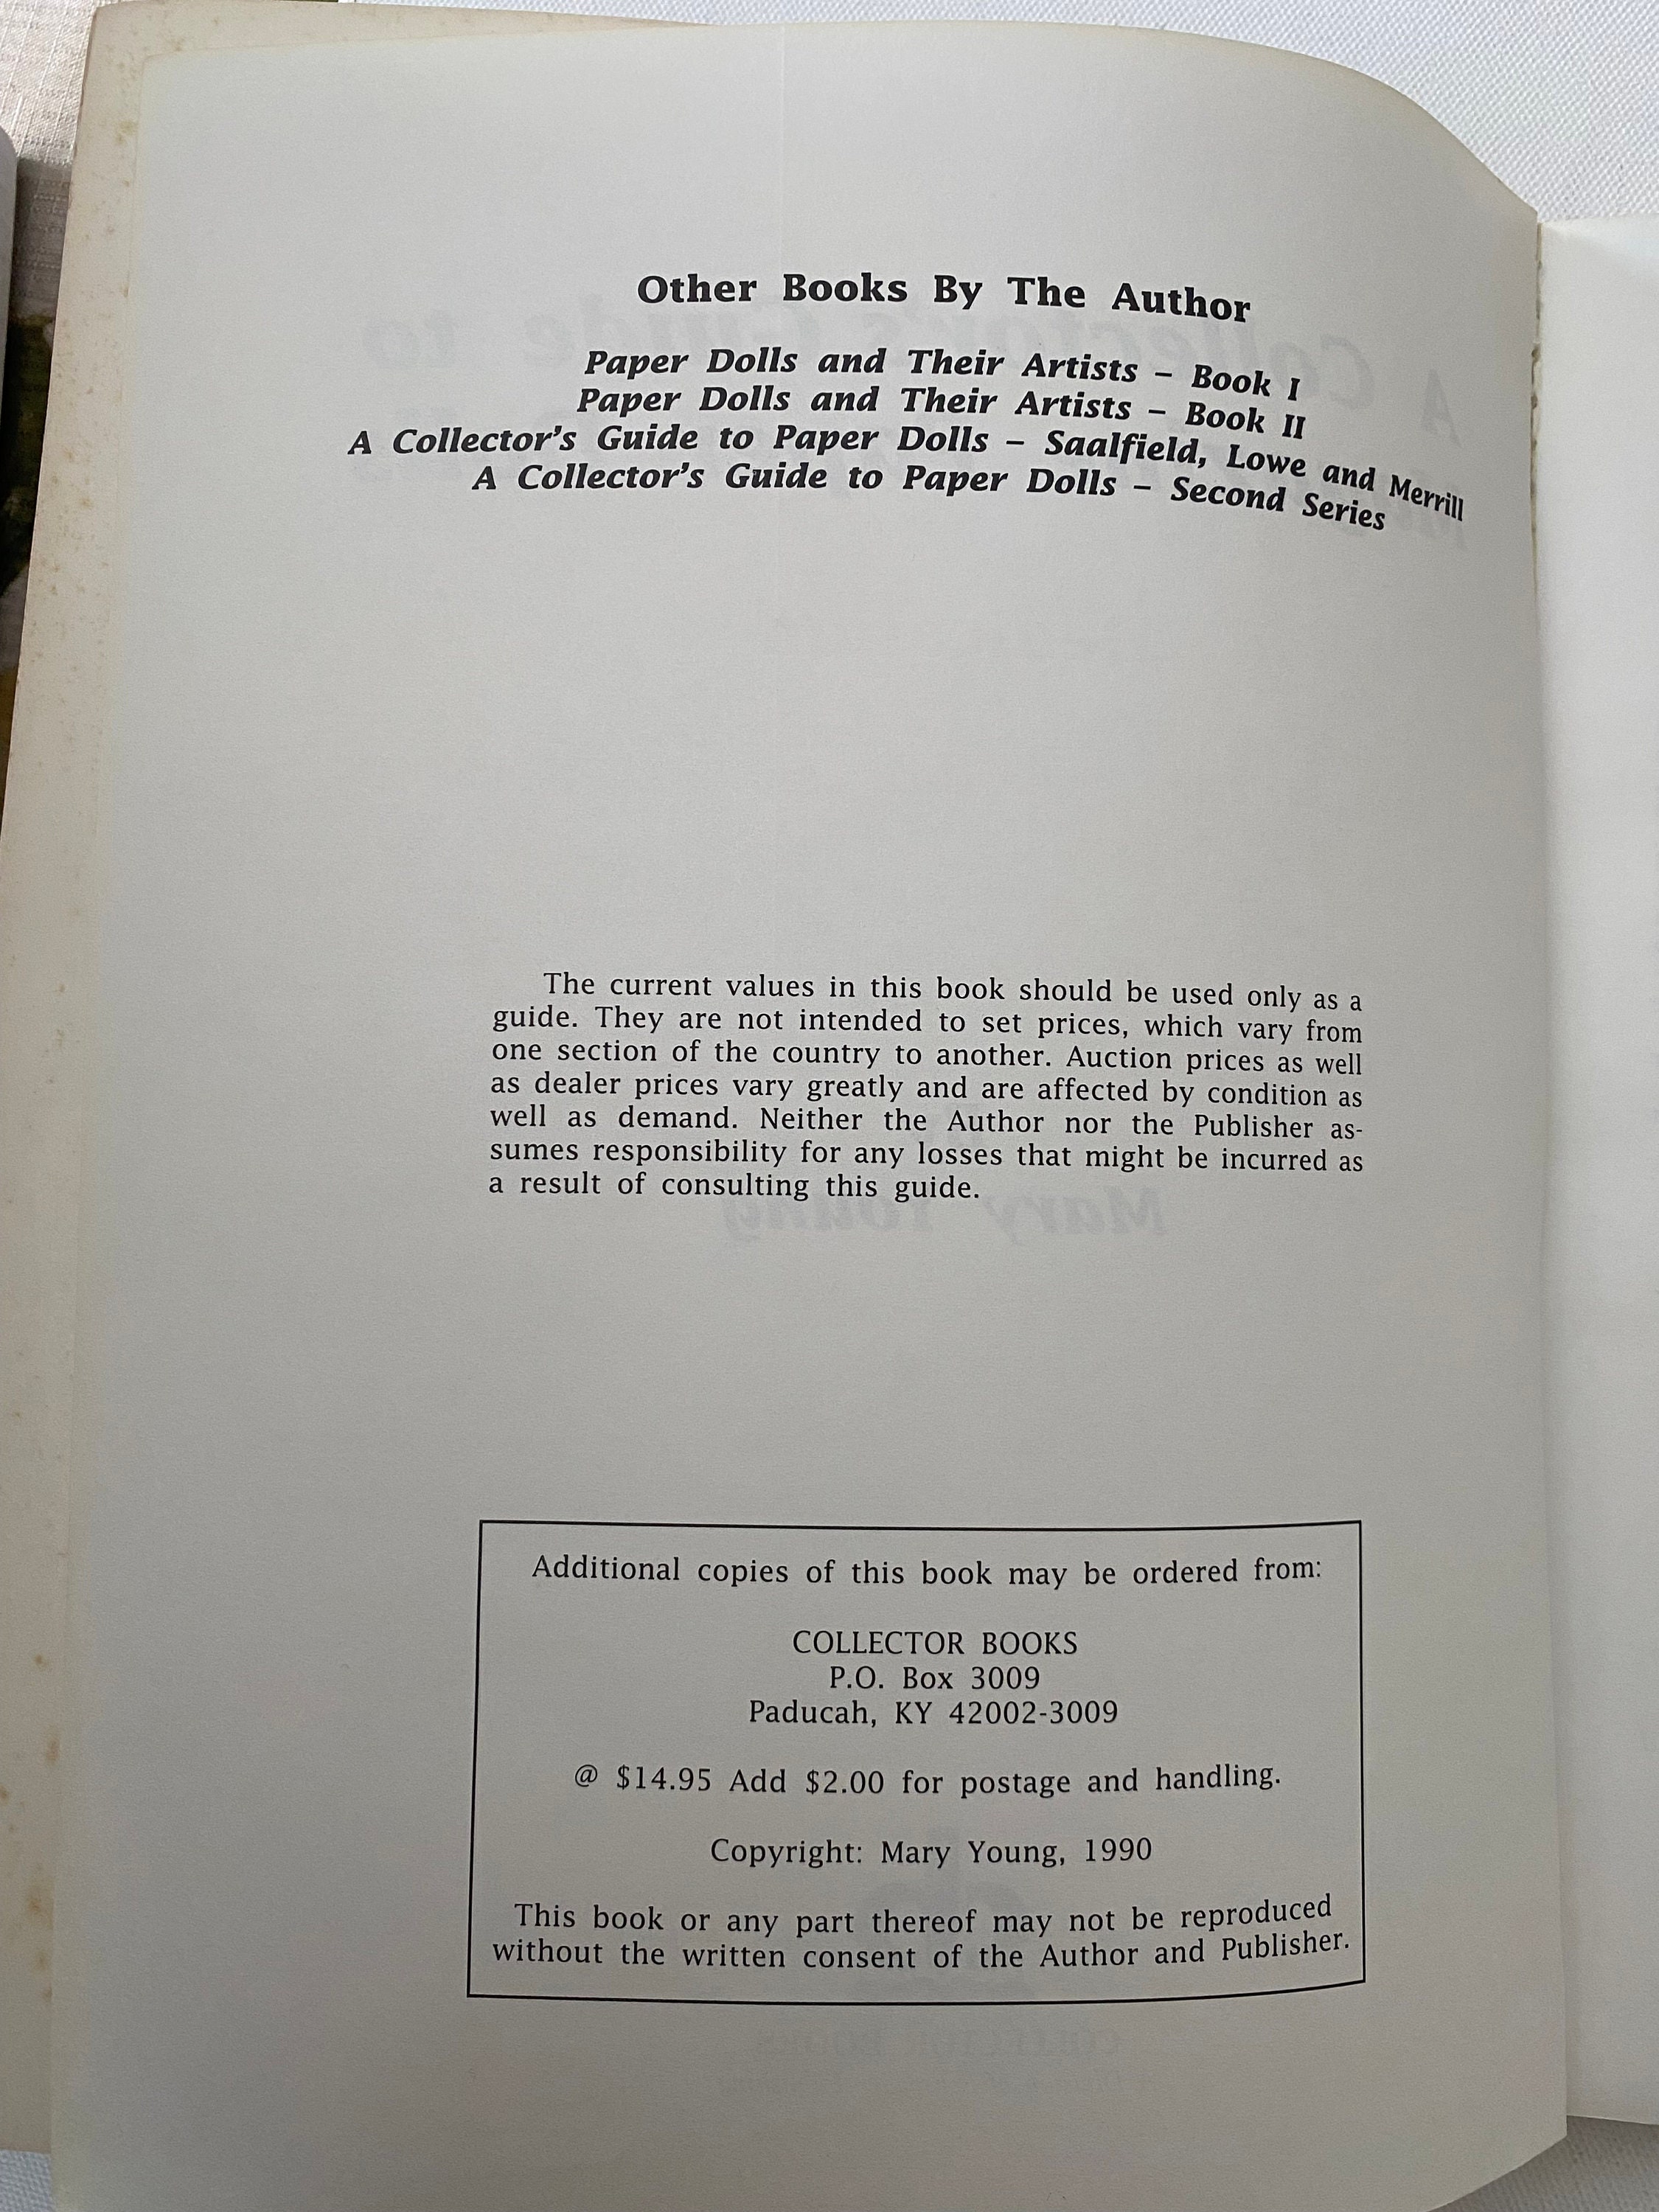 Other Books By The Author
Paper Dolls and Their Artists – Book I
Paper Dolls and Their Artists – Book II
A Collector's Guide to Paper Dolls – Saalfield, Lowe and Merrill
A Collector's Guide to Paper Dolls – Second Series
The current values in this book should be used only as a
guide. They are not intended to set prices, which vary from
one section of the country to another. Auction prices as well
as dealer prices vary greatly and are affected by condition as
well as demand. Neither the Author nor the Publisher as-
sumes responsibility for any losses that might be incurred as
a result of consulting this guide.
Additional copies of this book may be ordered from:
COLLECTOR BOOKS
P.O. Box 3009
Paducah, KY 42002-3009
@ $14.95 Add $2.00 for postage and handling.
Copyright: Mary Young, 1990
This book or any part thereof may not be reproduced
without the written consent of the Author and Publisher.